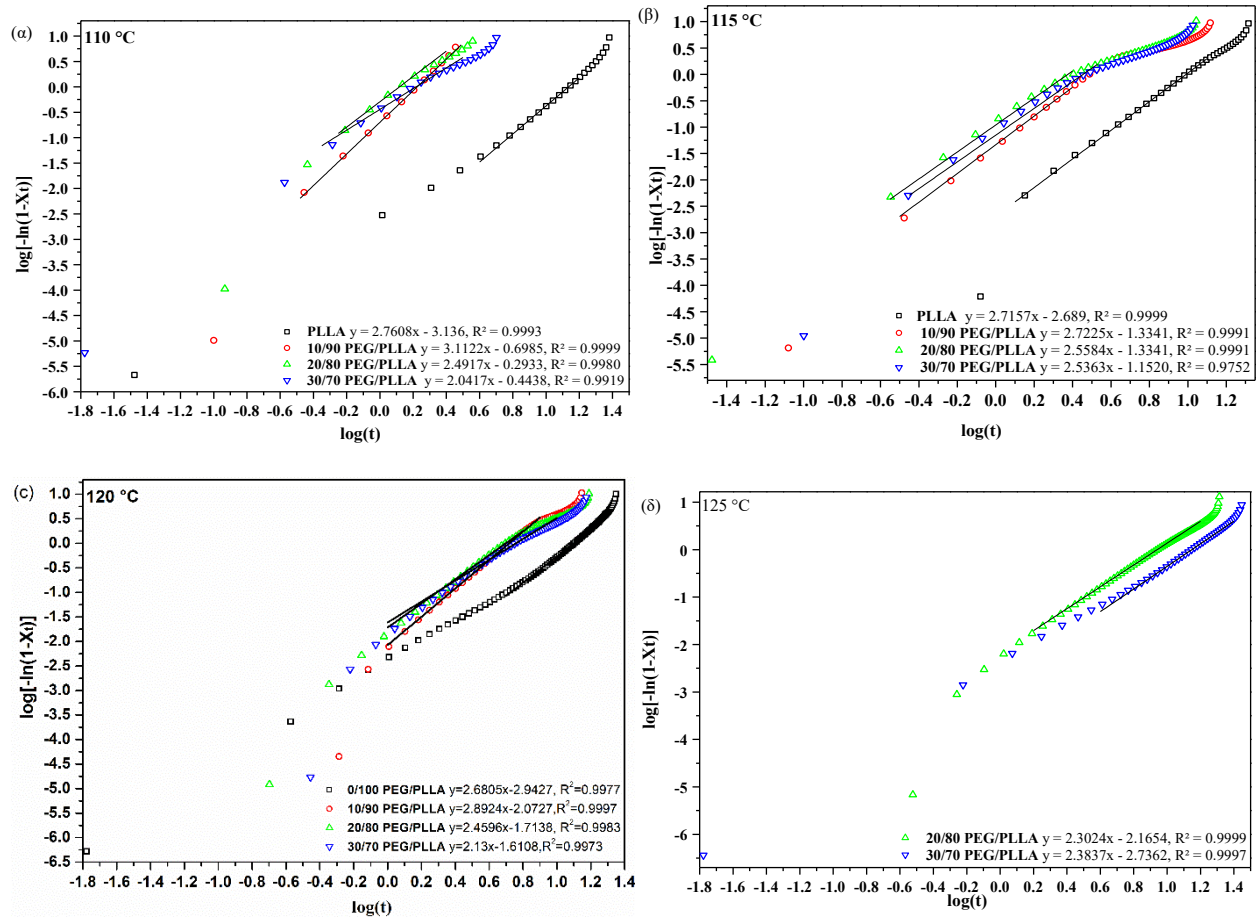 (α)
110 °C
log[-ln(1-Xt)]
1.0
0.5
0.0
-0.5
-1.0
-1.5
-2.0
-2.5
-3.0
-3.5
-4.0
-4.5
-5.0
-5.5
-6.0
PLLA y = 2.7608x - 3.136, R² = 0.9993
10/90 PEG/PLLA y = 3.1122x - 0.6985, R² = 0.9999
20/80 PEG/PLLA y = 2.4917x - 0.2933, R² = 0.9980
30/70 PEG/PLLA y = 2.0417x - 0.4438, R² = 0.9919
-1.8 -1.6 -1.4 -1.2 -1.0 -0.8 -0.6 -0.4 -0.2 0.0 0.2 0.4 0.6 0.8 1.0 1.2 1.4 1.5
log(t)
(β)
115 °C
log[-ln(1-Xt)]
1.0
0.5
0.0
-0.5
-1.0
-1.5
-2.0
-2.5
-3.0
-3.5
-4.0
-4.5
-5.0
-5.5
PLLA y = 2.7157x - 2.689, R² = 0.9999
10/90 PEG/PLLA y = 2.7225x - 1.3341, R² = 0.9991
20/80 PEG/PLLA y = 2.5584x - 1.3341, R² = 0.9991
30/70 PEG/PLLA y = 2.5363x - 1.1520, R² = 0.9752
-1.4 -1.2 -1.0 -0.8 -0.6 -0.4 -0.2 0.0 0.2 0.4 0.6 0.8 1.0 1.2
log(t)
(c)
120 °C
log[-ln(1-Xt)]
1.0
0.5
0.0
-0.5
-1.0
-1.5
-2.0
-2.5
-3.0
-3.5
-4.0
-4.5
-5.0
-5.5
-6.0
-6.5
0/100 PEG/PLLA y=2.6805x-2.9427, R²=0.9977
10/90 PEG/PLLA y=2.8924x-2.0727,R²=0.9997
20/80 PEG/PLLA y=2.4596x-1.7138, R²=0.9983
30/70 PEG/PLLA y=2.13x-1.6108,R²=0.9973
-1.8 -1.6 -1.4 -1.2 -1.0 -0.8 -0.6 -0.4 -0.2 0.0 0.2 0.4 0.6 0.8 1.0 1.2 1.4
log(t)
(δ)
125 °C
log[-ln(1-Xt)]
1
0
-1
-2
-3
-4
-5
-6
20/80 PEG/PLLA y = 2.3024x - 2.1654, R² = 0.9999
30/70 PEG/PLLA y = 2.3837x - 2.7362, R² = 0.9997
-1.8 -1.6 -1.4 -1.2 -1.0 -0.8 -0.6 -0.4 -0.2 0.0 0.2 0.4 0.6 0.8 1.0 1.2 1.4
log(t)